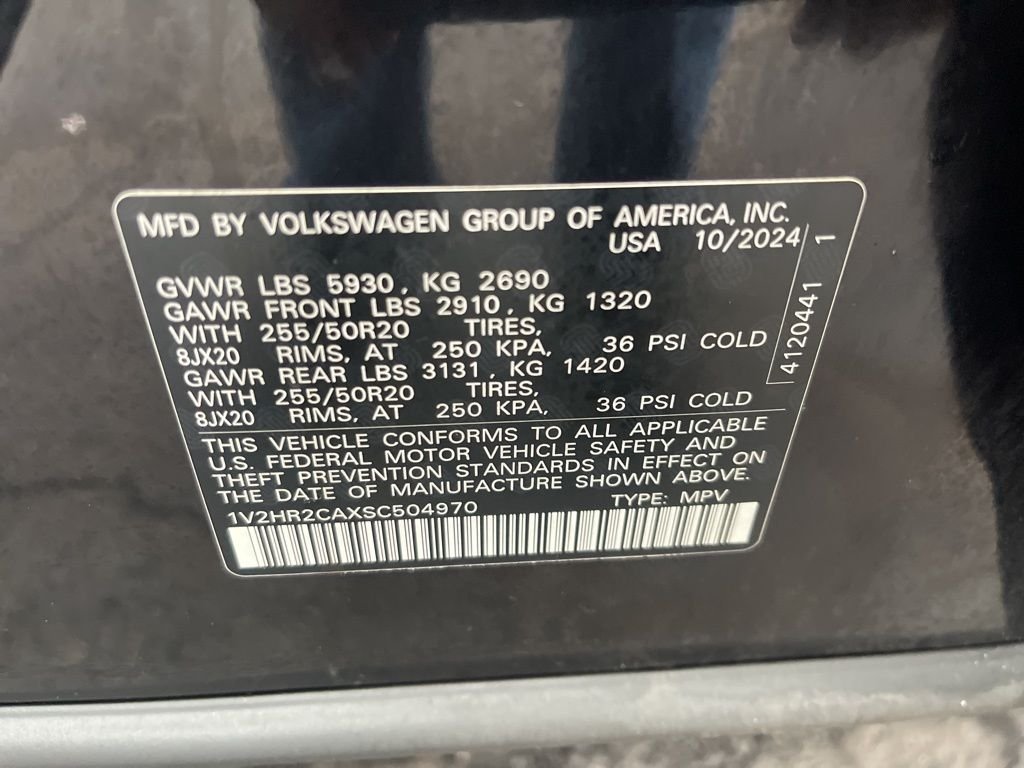 MFD BY VOLKSWAGEN GROUP OF AMERICA, INC.
USA 10/2024
GVWR LBS 5930, KG 2690
GAWR FRONT LBS 2910, KG 1320
WITH 255/50R20 TIRES,
8JX20 RIMS, AT 250 KPA, 36 PSI COLD
GAWR REAR LBS 3131, KG 1420
WITH 255/50R20 TIRES,
8JX20 RIMS, AT 250 KPA, 36 PSI COLD
THIS VEHICLE CONFORMS TO ALL APPLICABLE
U.S. FEDERAL MOTOR VEHICLE SAFETY AND
THEFT PREVENTION STANDARDS IN EFFECT ON
THE DATE OF MANUFACTURE SHOWN ABOVE.
1V2HR2CAXSC504970 TYPE: MPV
4120441 1